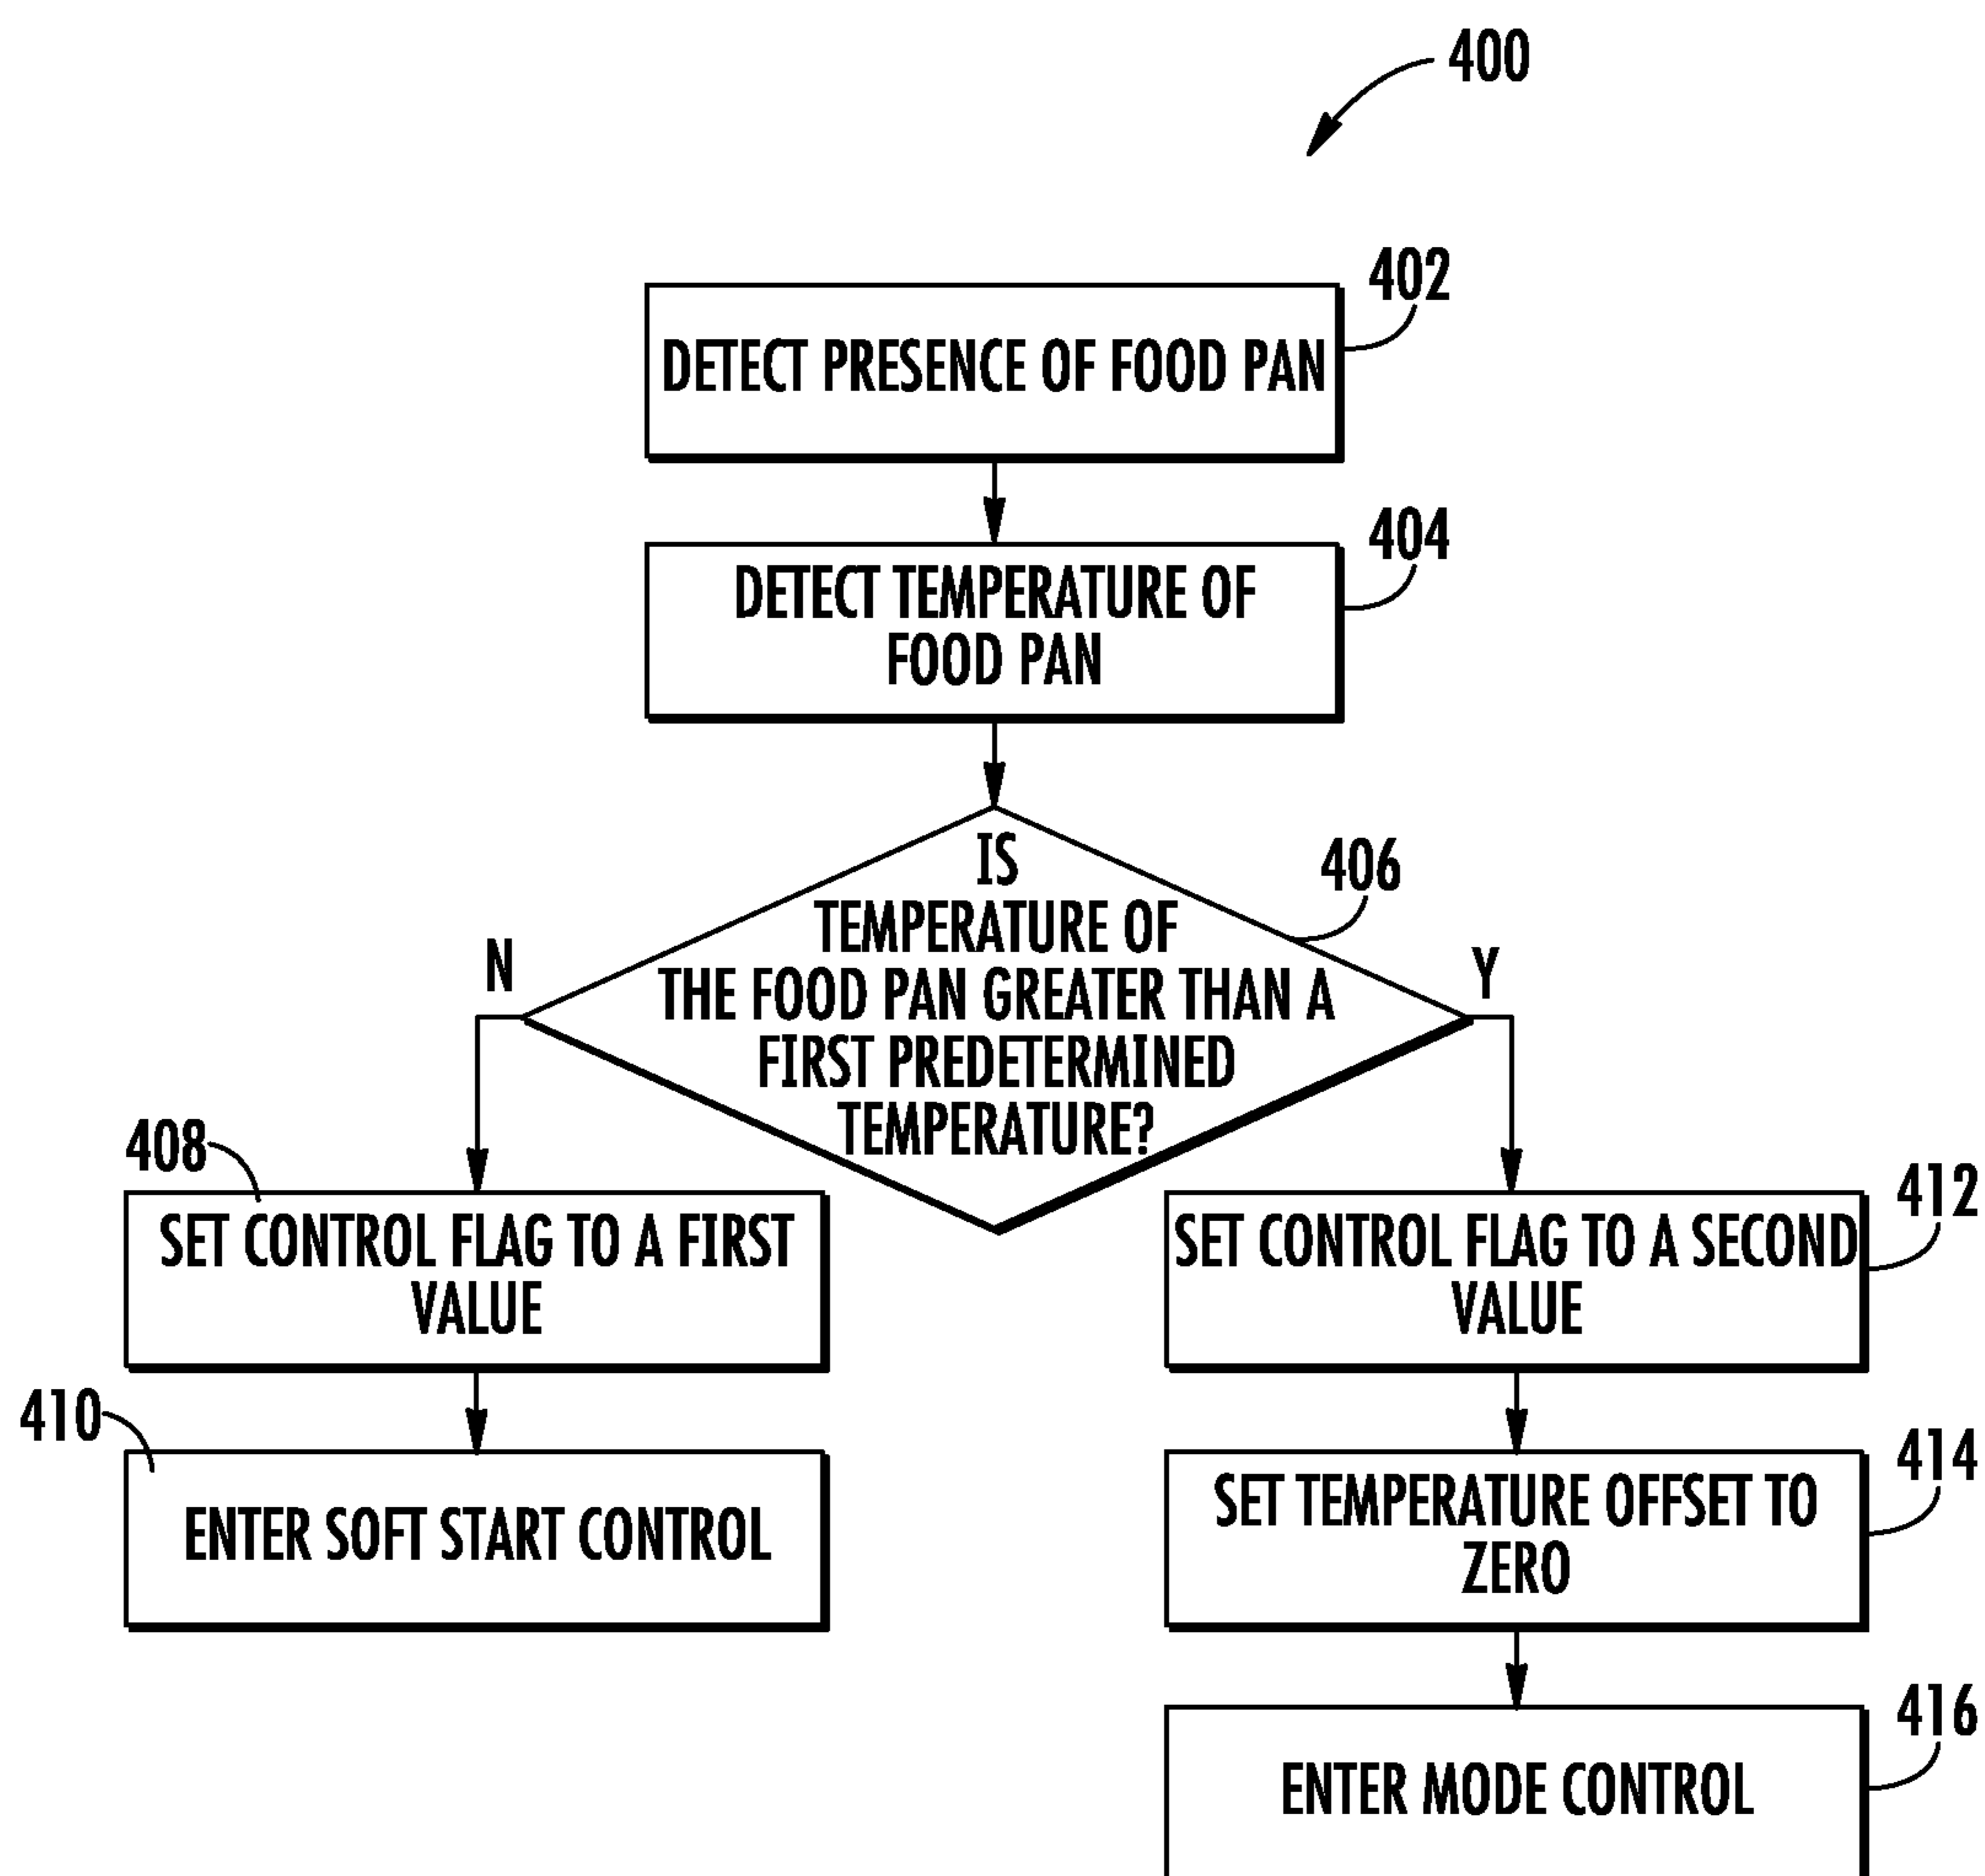 400
402
DETECT PRESENCE OF FOOD PAN
404
DETECT TEMPERATURE OF
FOOD PAN
406
IS
TEMPERATURE OF
THE FOOD PAN GREATER THAN A
FIRST PREDETERMINED
TEMPERATURE?
N
Y
408
SET CONTROL FLAG TO A FIRST
VALUE
412
SET CONTROL FLAG TO A SECOND
VALUE
410
ENTER SOFT START CONTROL
414
SET TEMPERATURE OFFSET TO
ZERO
416
ENTER MODE CONTROL